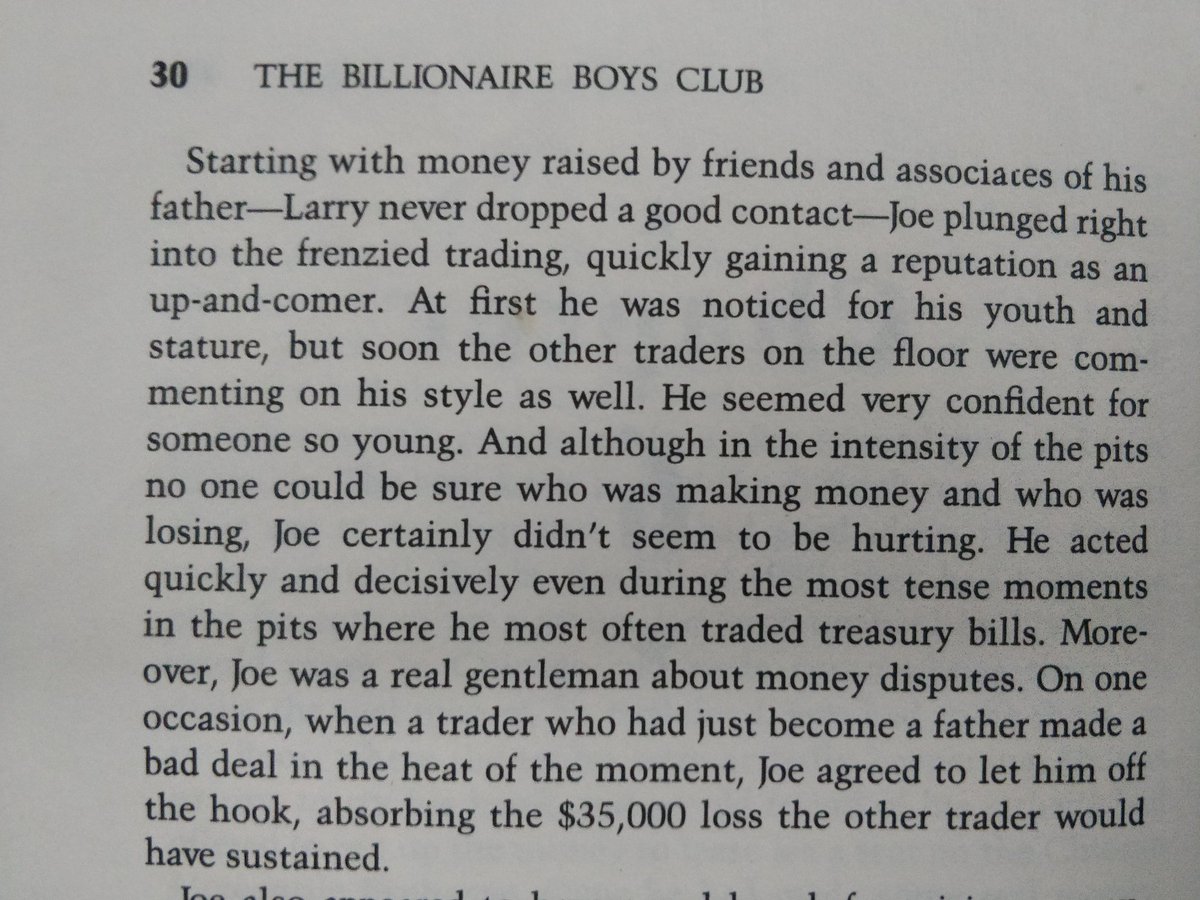 30 THE BILLIONAIRE BOYS CLUB
Starting with money raised by friends and associates of his
father—Larry never dropped a good contact—Joe plunged right
into the frenzied trading, quickly gaining a reputation as an
up-and-comer. At first he was noticed for his youth and
stature, but soon the other traders on the floor were com-
menting on his style as well. He seemed very confident for
someone so young. And although in the intensity of the pits
no one could be sure who was making money and who was
losing, Joe certainly didn't seem to be hurting. He acted
quickly and decisively even during the most tense moments
in the pits where he most often traded treasury bills. More-
over, Joe was a real gentleman about money disputes. On one
occasion, when a trader who had just become a father made a
bad deal in the heat of the moment, Joe agreed to let him off
the hook, absorbing the $35,000 loss the other trader would
have sustained.
Joe also appeared to